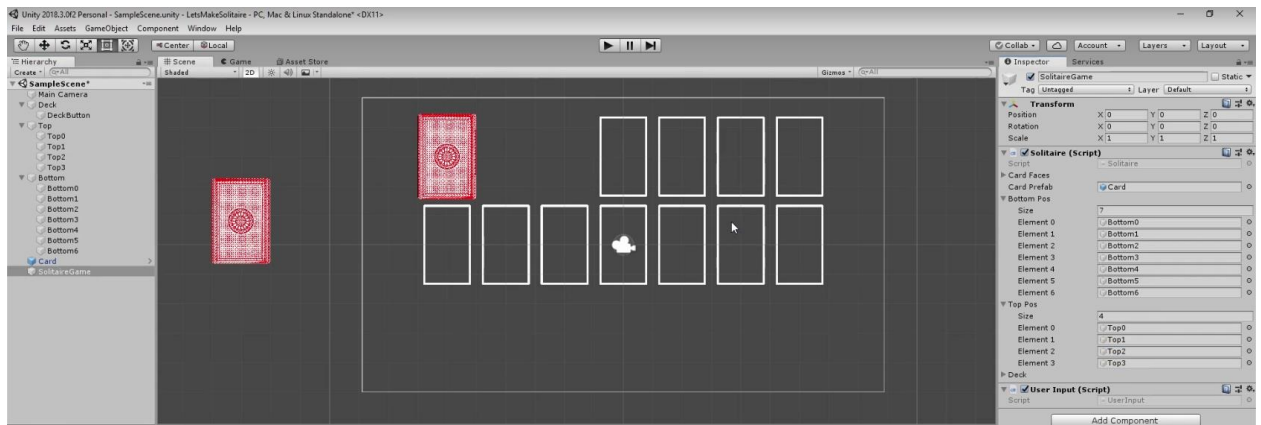 Unity 2018.3.0f2 Personal - SampleScene.unity - LetsMakeSolitaire - PC, Mac & Linux Standalone* <DX11>
File Edit Assets GameObject Component Window Help
Center Local Collab Account Layers Layout
Hierarchy Scene Game Asset Store Inspector Services
Create All Shaded 2D Gizmos All SolitaireGame Static
SampleScene* Tag Untagged Layer Default
Main Camera Transform
Deck Position X 0 Y 0 Z 0
DeckButton Rotation X 0 Y 0 Z 0
Top Scale X 1 Y 1 Z 1
Top0
Top1 Solitaire (Script)
Top2 Script Solitaire
Top3 Card Faces
Bottom Card Prefab Card
Bottom0 Bottom Pos
Bottom1 Size 7
Bottom2 Element 0 Bottom0
Bottom3 Element 1 Bottom1
Bottom4 Element 2 Bottom2
Bottom5 Element 3 Bottom3
Bottom6 Element 4 Bottom4
Card Element 5 Bottom5
SolitaireGame Element 6 Bottom6
Top Pos
Size 4
Element 0 Top0
Element 1 Top1
Element 2 Top2
Element 3 Top3
Deck
User Input (Script)
Script UserInput
Add Component